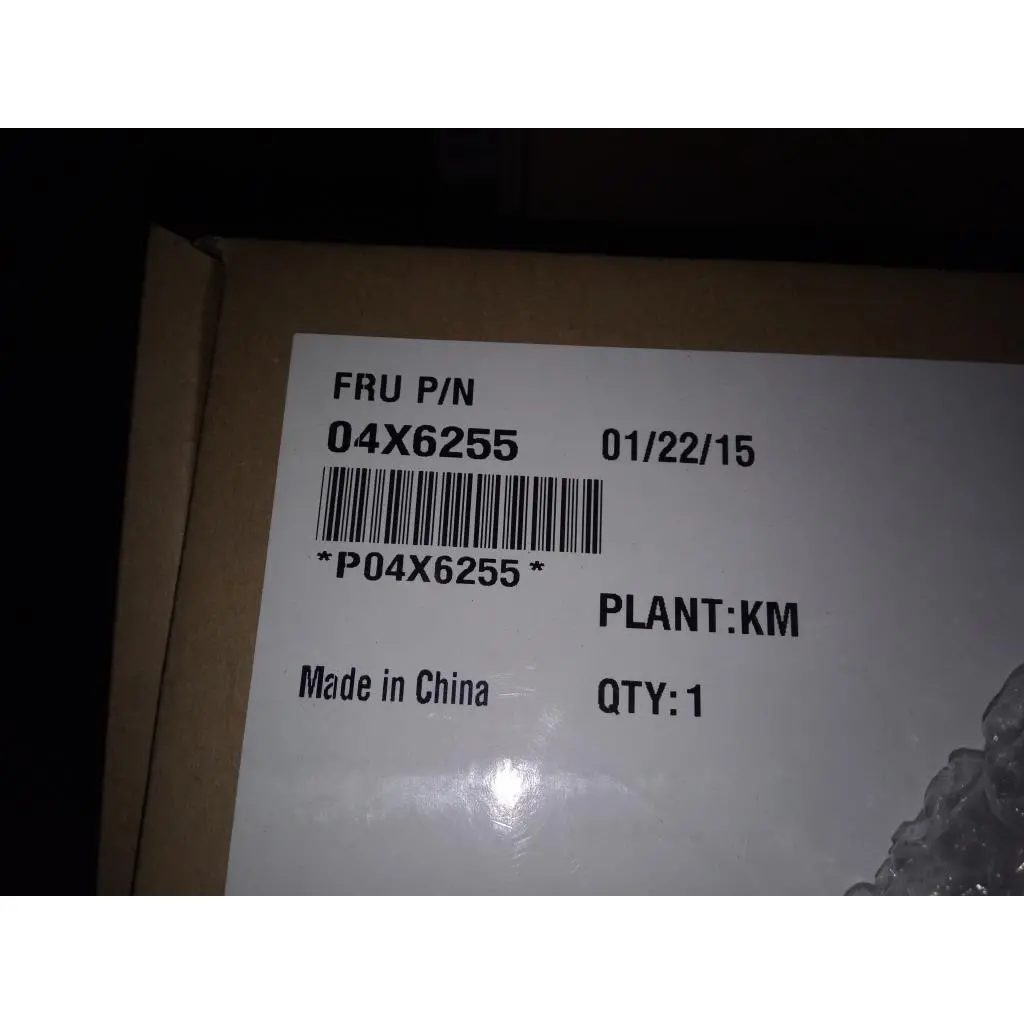 FRU P/N
04X6255 01/22/15
*P04X6255*
PLANT:KM
Made in China QTY:1